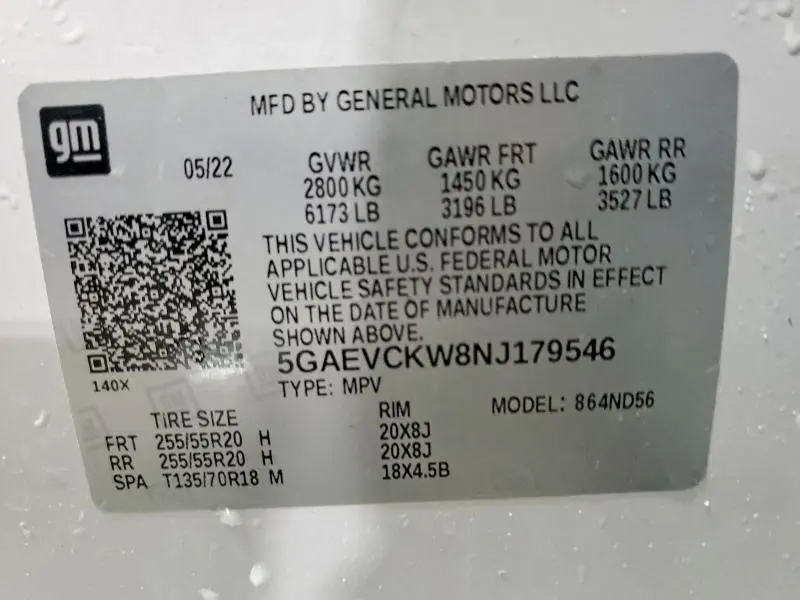 MFD BY GENERAL MOTORS LLC
gm
05/22
GVWR GAWR FRT GAWR RR
2800 KG 1450 KG 1600 KG
6173 LB 3196 LB 3527 LB
THIS VEHICLE CONFORMS TO ALL
APPLICABLE U.S. FEDERAL MOTOR
VEHICLE SAFETY STANDARDS IN EFFECT
ON THE DATE OF MANUFACTURE
SHOWN ABOVE.
5GAEVCKW8NJ179546
140X
TYPE: MPV
MODEL: 864ND56
TIRE SIZE RIM
FRT 255/55R20 H 20X8J
RR 255/55R20 H 20X8J
SPA T135/70R18 M 18X4.5B